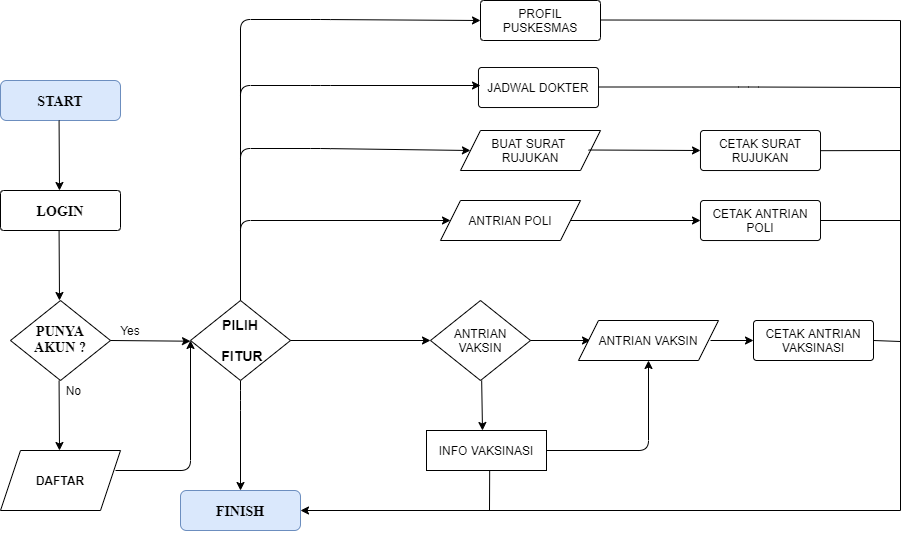 PROFIL
PUSKESMAS
JADWAL DOKTER
START
BUAT SURAT
RUJUKAN
CETAK SURAT
RUJUKAN
LOGIN
ANTRIAN POLI
CETAK ANTRIAN
POLI
PUNYA
AKUN ?
Yes
PILIH
FITUR
ANTRIAN
VAKSIN
ANTRIAN VAKSIN
CETAK ANTRIAN
VAKSINASI
No
INFO VAKSINASI
DAFTAR
FINISH